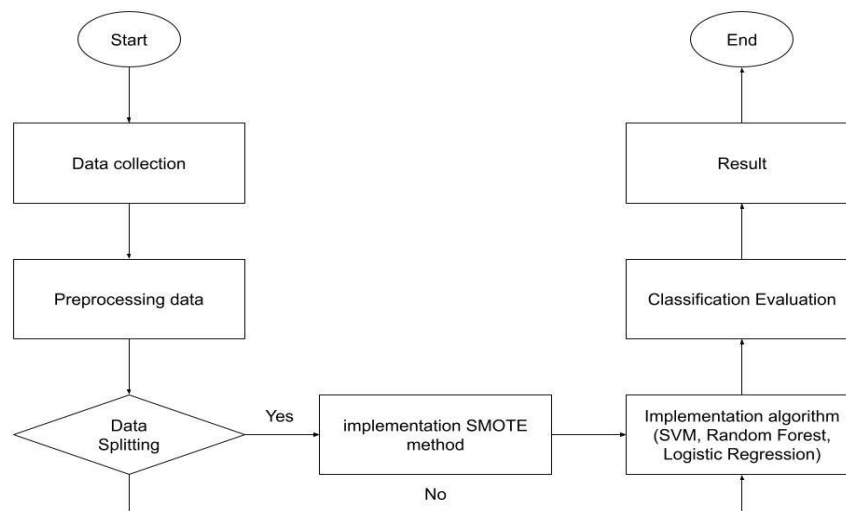 Start
End
Data collection
Result
Preprocessing data
Classification Evaluation
Data
Splitting
Yes
implementation SMOTE
method
Implementation algorithm
(SVM, Random Forest,
Logistic Regression)
No